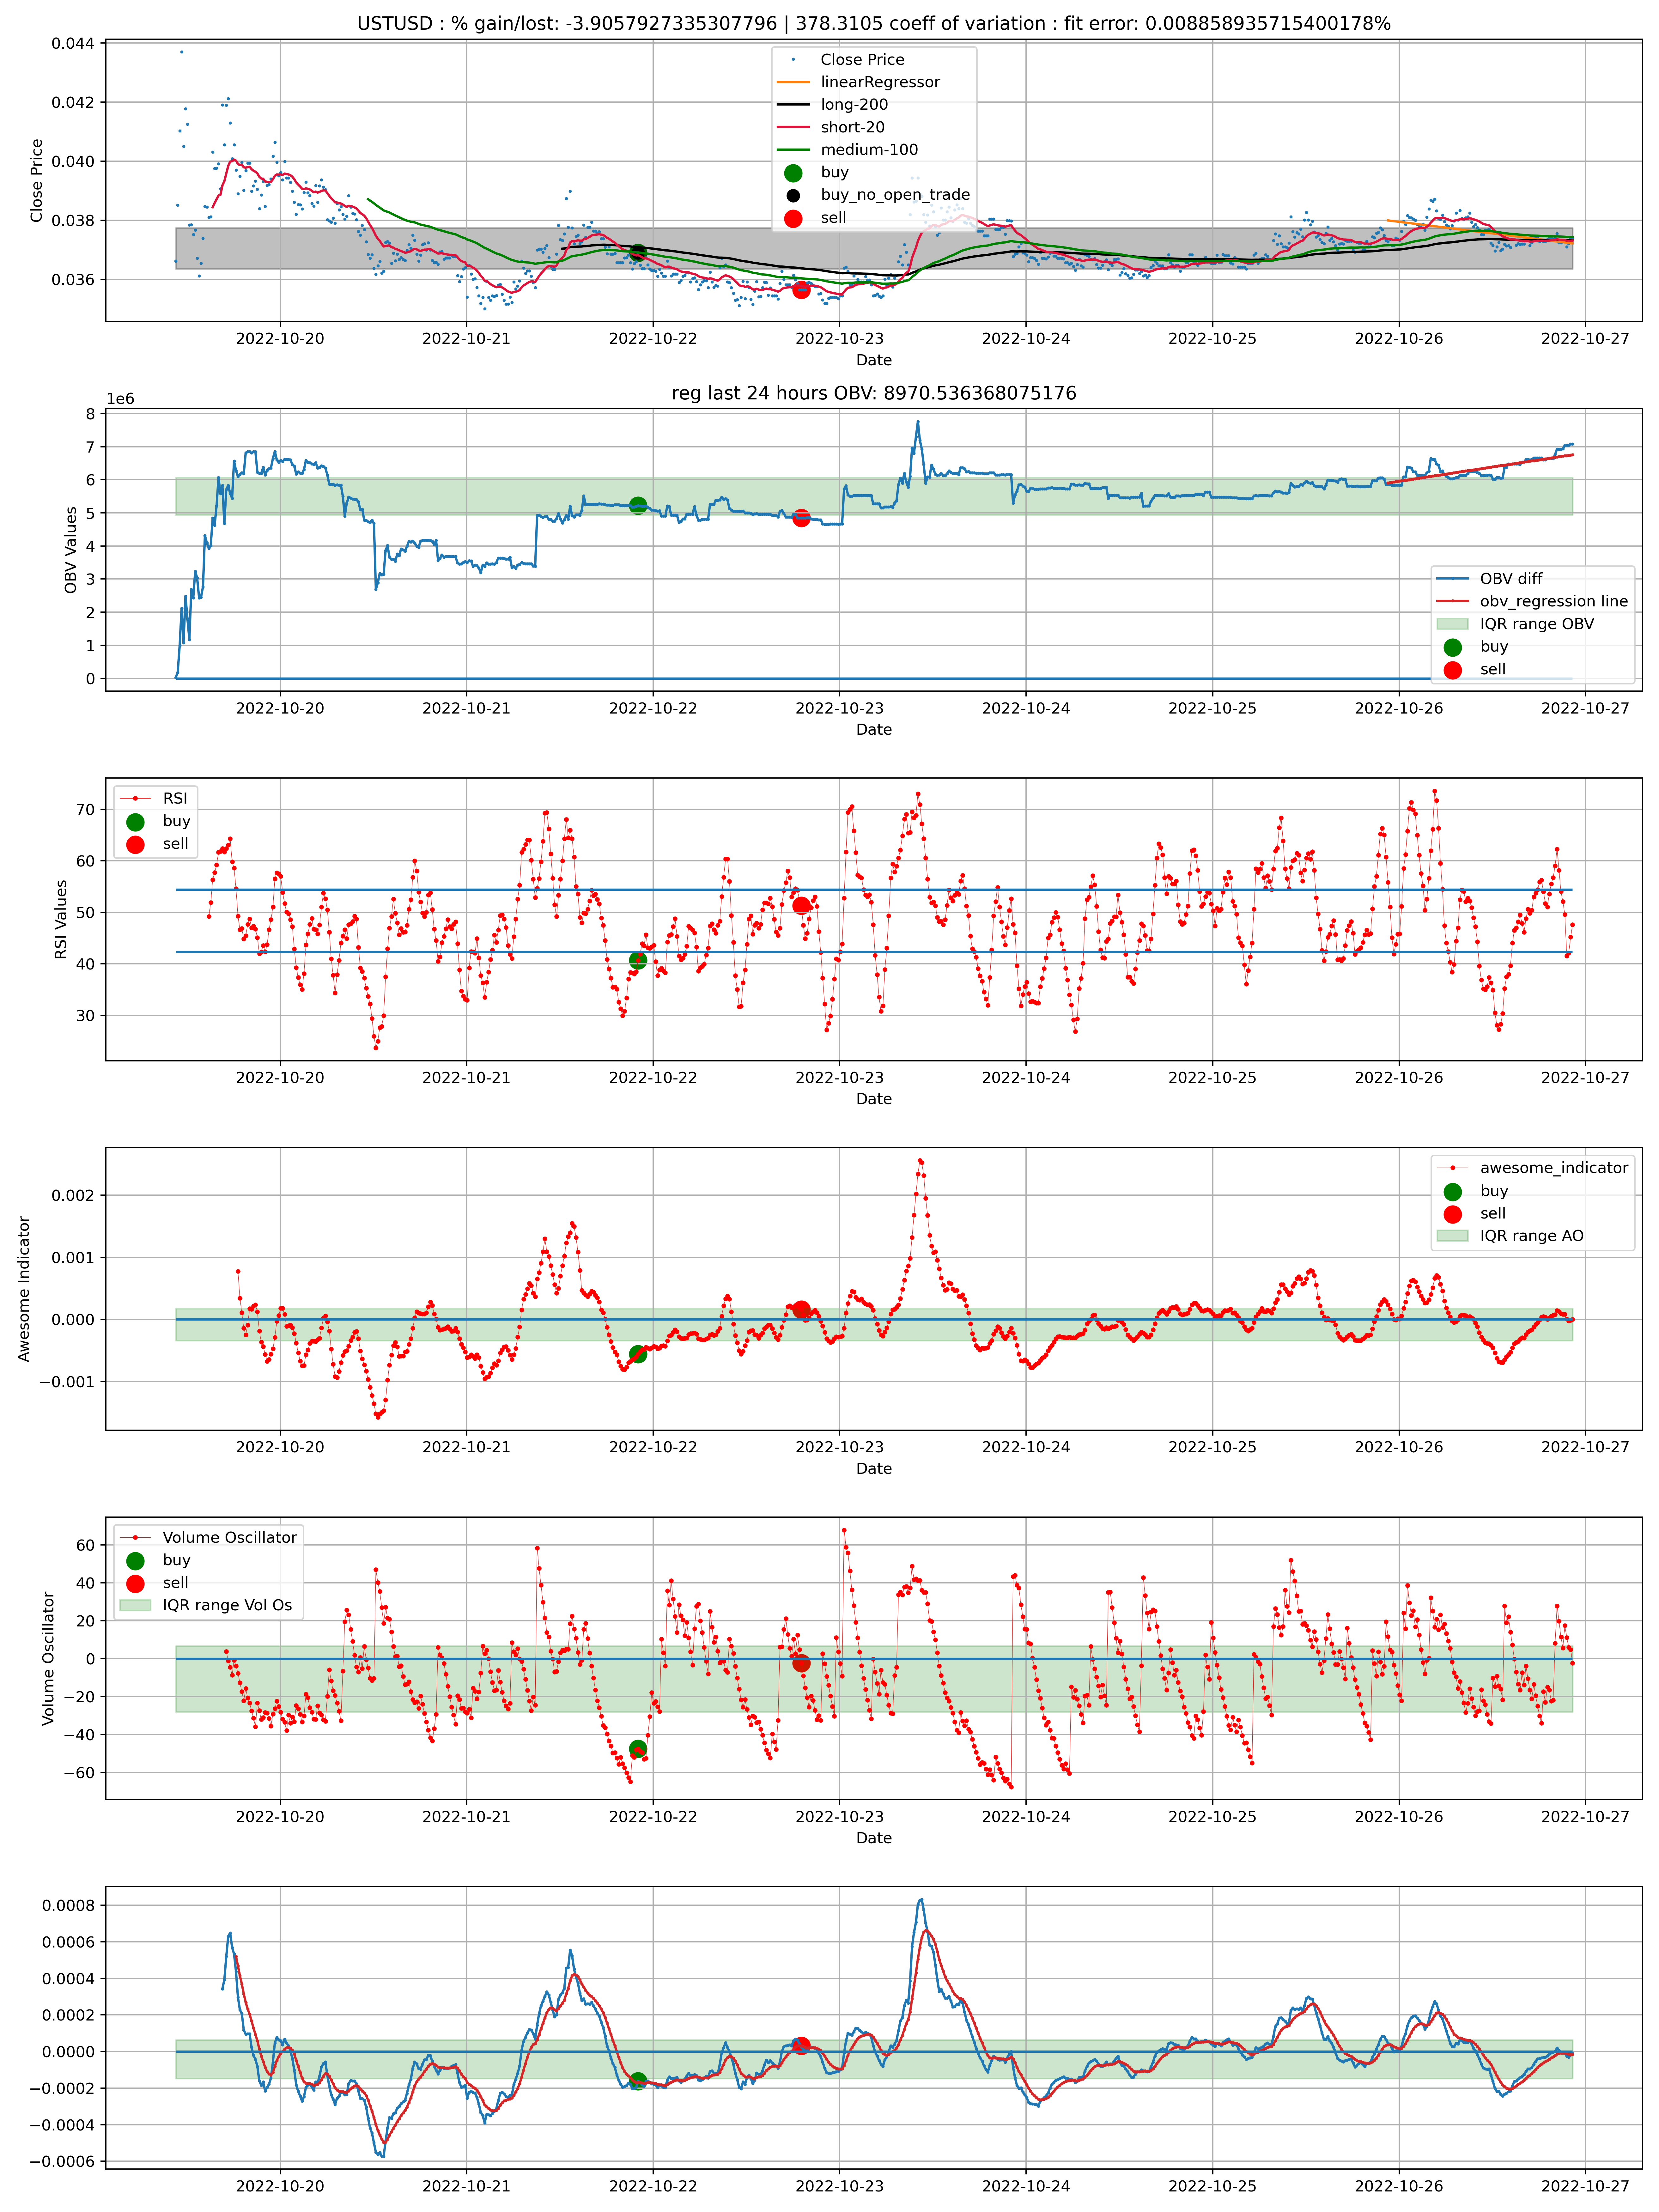 USTUSD : % gain/lost: -3.9057927335307796 | 378.3105 coeff of variation : fit error: 0.008858935715400178%
0.044
0.042
0.040
0.038
0.036
Close Price
Close Price
linearRegressor
long-200
short-20
medium-100
buy
buy_no_open_trade
sell
2022-10-20 2022-10-21 2022-10-22 2022-10-23 2022-10-24 2022-10-25 2022-10-26 2022-10-27
Date
reg last 24 hours OBV: 8970.536368075176
1e6
8
7
6
5
4
3
2
1
0
OBV Values
OBV diff
obv_regression line
IQR range OBV
buy
sell
2022-10-20 2022-10-21 2022-10-22 2022-10-23 2022-10-24 2022-10-25 2022-10-26 2022-10-27
Date
70
60
50
40
30
RSI Values
RSI
buy
sell
2022-10-20 2022-10-21 2022-10-22 2022-10-23 2022-10-24 2022-10-25 2022-10-26 2022-10-27
Date
0.002
0.001
0.000
−0.001
Awesome Indicator
awesome_indicator
buy
sell
IQR range AO
2022-10-20 2022-10-21 2022-10-22 2022-10-23 2022-10-24 2022-10-25 2022-10-26 2022-10-27
Date
60
40
20
0
−20
−40
−60
Volume Oscillator
Volume Oscillator
buy
sell
IQR range Vol Os
2022-10-20 2022-10-21 2022-10-22 2022-10-23 2022-10-24 2022-10-25 2022-10-26 2022-10-27
Date
0.0008
0.0006
0.0004
0.0002
0.0000
−0.0002
−0.0004
−0.0006
2022-10-20 2022-10-21 2022-10-22 2022-10-23 2022-10-24 2022-10-25 2022-10-26 2022-10-27